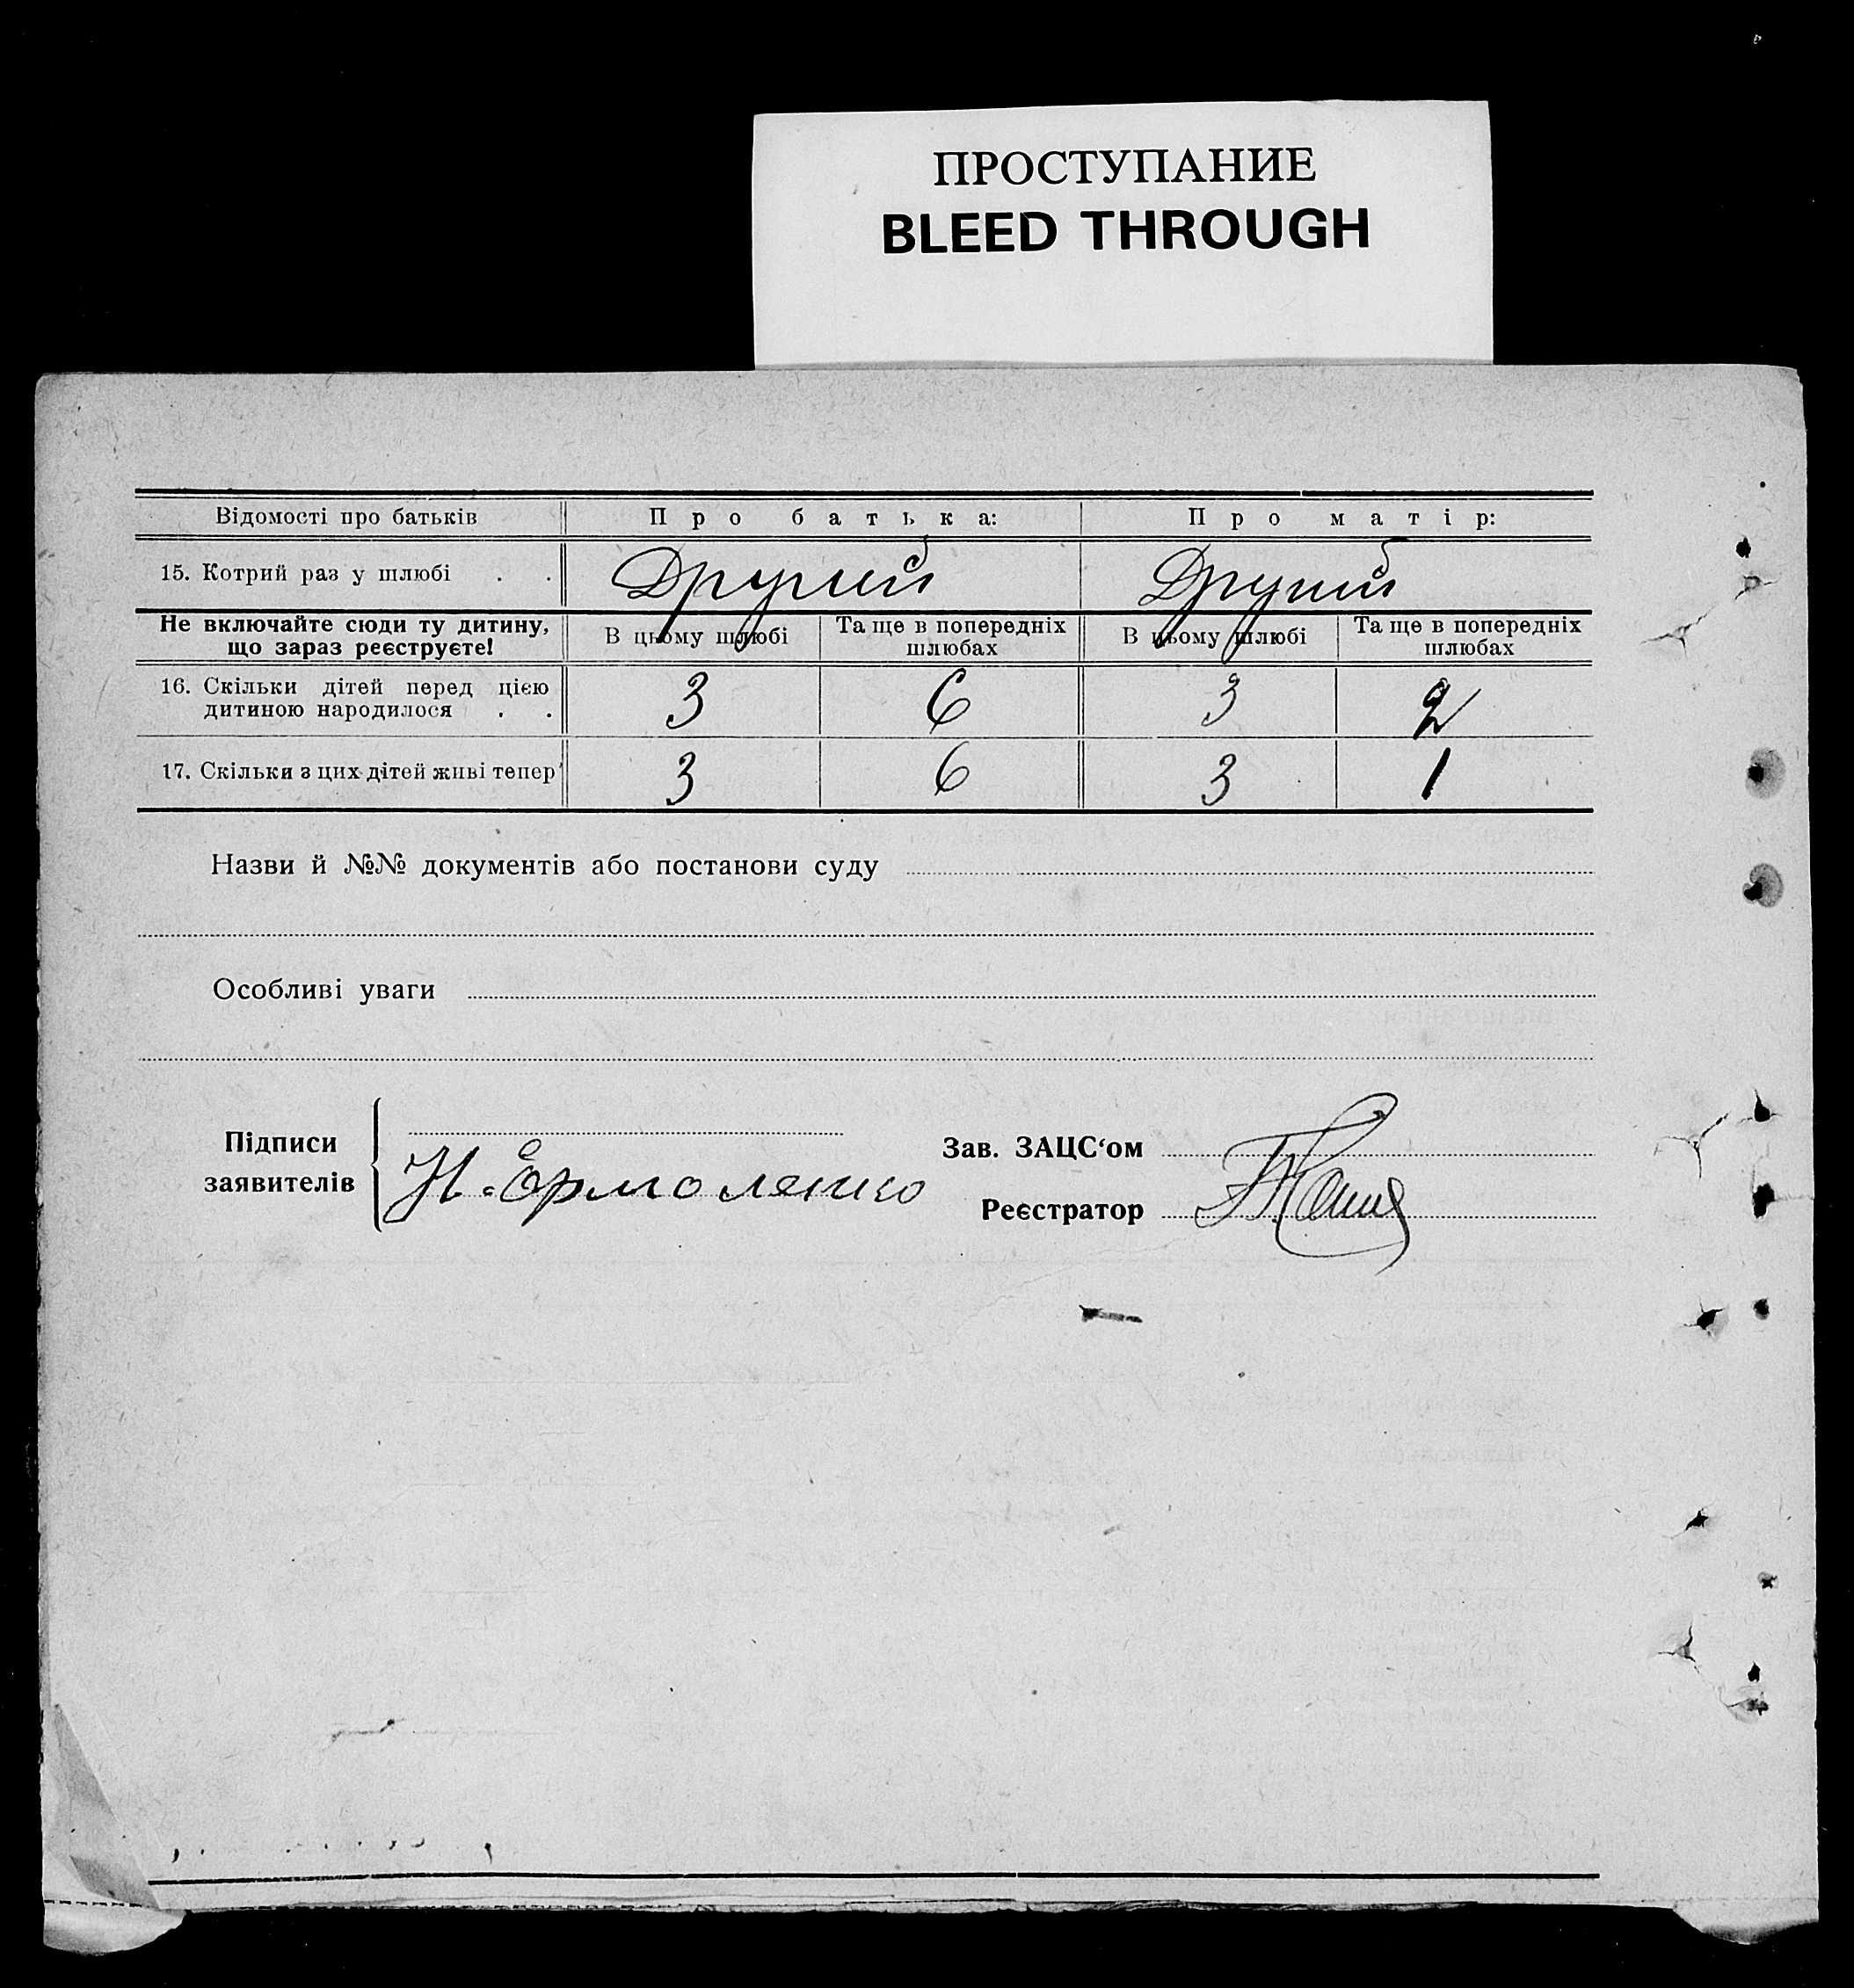 ПРОСТУПАНИЕ
BLEED THROUGH
Відомості про батьків Про батька: Про матір:
15. Котрий раз у шлюбі . . Другий Другий
Не включайте сюди ту дитину, що зараз реєструєте! В цьому шлюбі Та ще в попередніх шлюбах В цьому шлюбі Та ще в попередніх шлюбах
16. Скільки дітей перед цією дитиною народилося . . 3 6 3 2
17. Скільки з цих дітей живі тепер 3 6 3 1
Назви й №№ документів або постанови суду
Особливі уваги
Підписи заявителів Н. Єрмоленко
Зав. ЗАЦС‘ом
Реєстратор